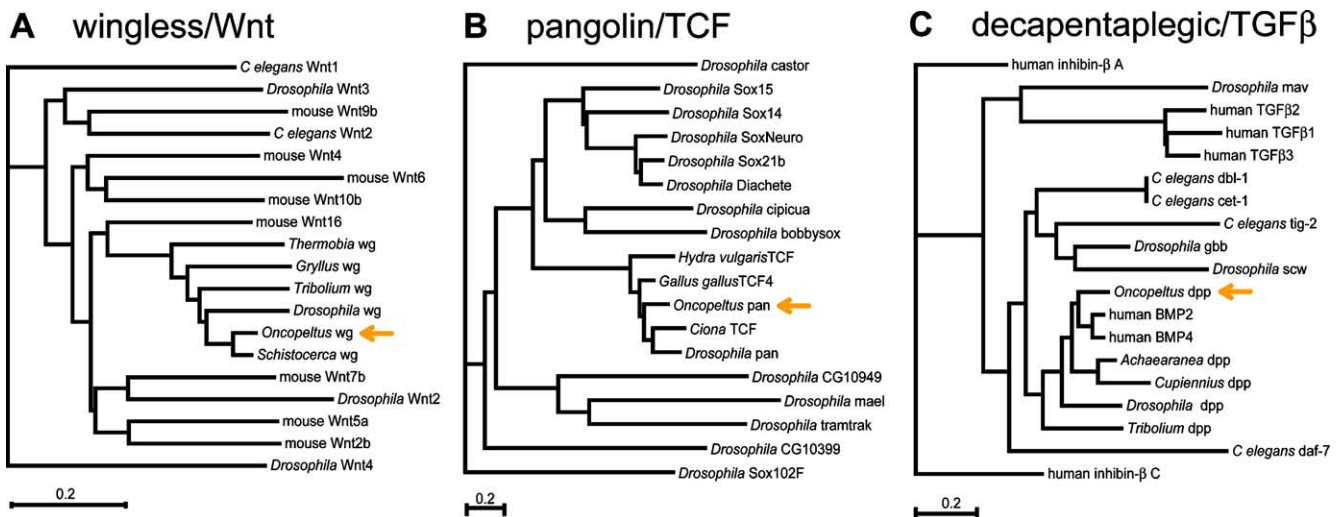 A wingless/Wnt
C elegans Wnt1
Drosophila Wnt3
mouse Wnt9b
C elegans Wnt2
mouse Wnt4
mouse Wnt6
mouse Wnt10b
mouse Wnt16
Thermobia wg
Gryllus wg
Tribolium wg
Drosophila wg
Oncopeltus wg
Schistocerca wg
mouse Wnt7b
Drosophila Wnt2
mouse Wnt5a
mouse Wnt2b
Drosophila Wnt4
0.2
B pangolin/TCF
Drosophila castor
Drosophila Sox15
Drosophila Sox14
Drosophila SoxNeuro
Drosophila Sox21b
Drosophila Diachete
Drosophila cipicua
Drosophila bobbysox
Hydra vulgarisTCF
Gallus gallusTCF4
Oncopeltus pan
Ciona TCF
Drosophila pan
Drosophila CG10949
Drosophila mael
Drosophila tramtrak
Drosophila CG10399
Drosophila Sox102F
0.2
C decapentaplegic/TGFβ
human inhibin-β A
Drosophila mav
human TGFβ2
human TGFβ1
human TGFβ3
C elegans dbl-1
C elegans cet-1
C elegans tig-2
Drosophila gbb
Drosophila scw
Oncopeltus dpp
human BMP2
human BMP4
Achaearanea dpp
Cupiennius dpp
Drosophila dpp
Tribolium dpp
C elegans daf-7
human inhibin-β C
0.2